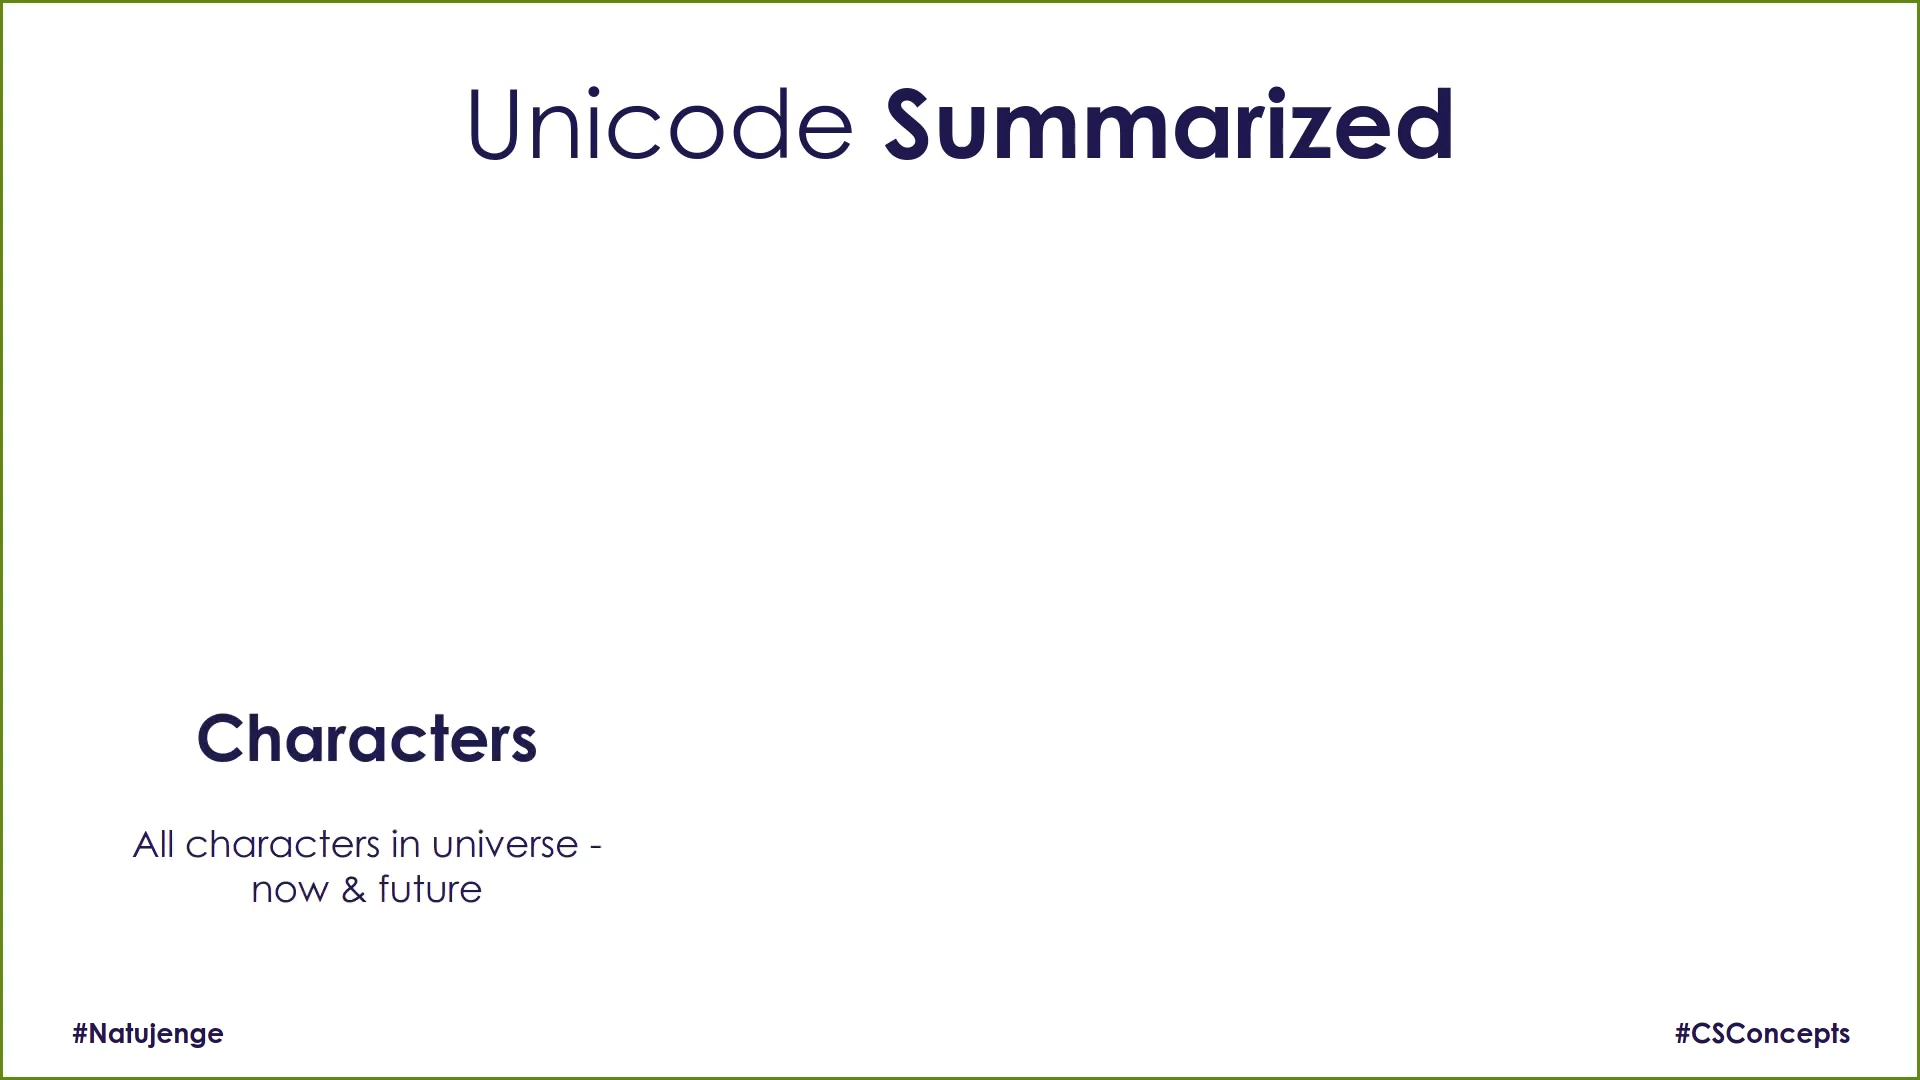 Unicode Summarized
Characters
All characters in universe -
now & future
#Natujenge
#CSConcepts